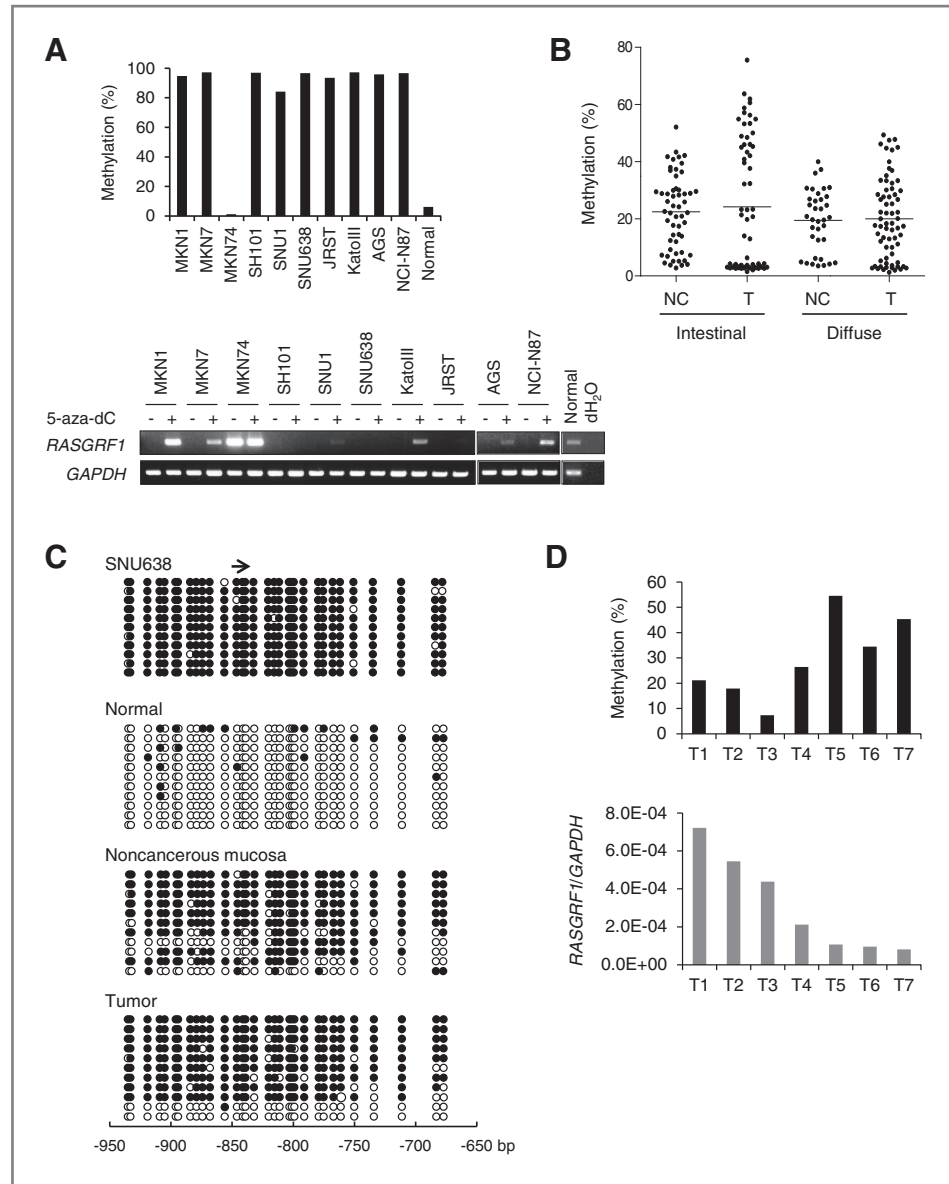 A
Methylation (%)
100
80
60
40
20
0
MKN1
MKN7
MKN74
SH101
SNU1
SNU638
JRST
KatoIII
AGS
NCI-N87
Normal
MKN1
MKN7
MKN74
SH101
SNU1
SNU638
KatoIII
JRST
AGS
NCI-N87
Normal
dH2O
5-aza-dC - + - + - + - + - + - + - + - + - + - +
RASGRF1
GAPDH
B
Methylation (%)
80
60
40
20
0
NC T NC T
Intestinal Diffuse
C
SNU638
Normal
Noncancerous mucosa
Tumor
-950 -900 -850 -800 -750 -700 -650 bp
D
Methylation (%)
60
50
40
30
20
10
0
T1 T2 T3 T4 T5 T6 T7
RASGRF1/GAPDH
8.0E-04
6.0E-04
4.0E-04
2.0E-04
0.0E+00
T1 T2 T3 T4 T5 T6 T7